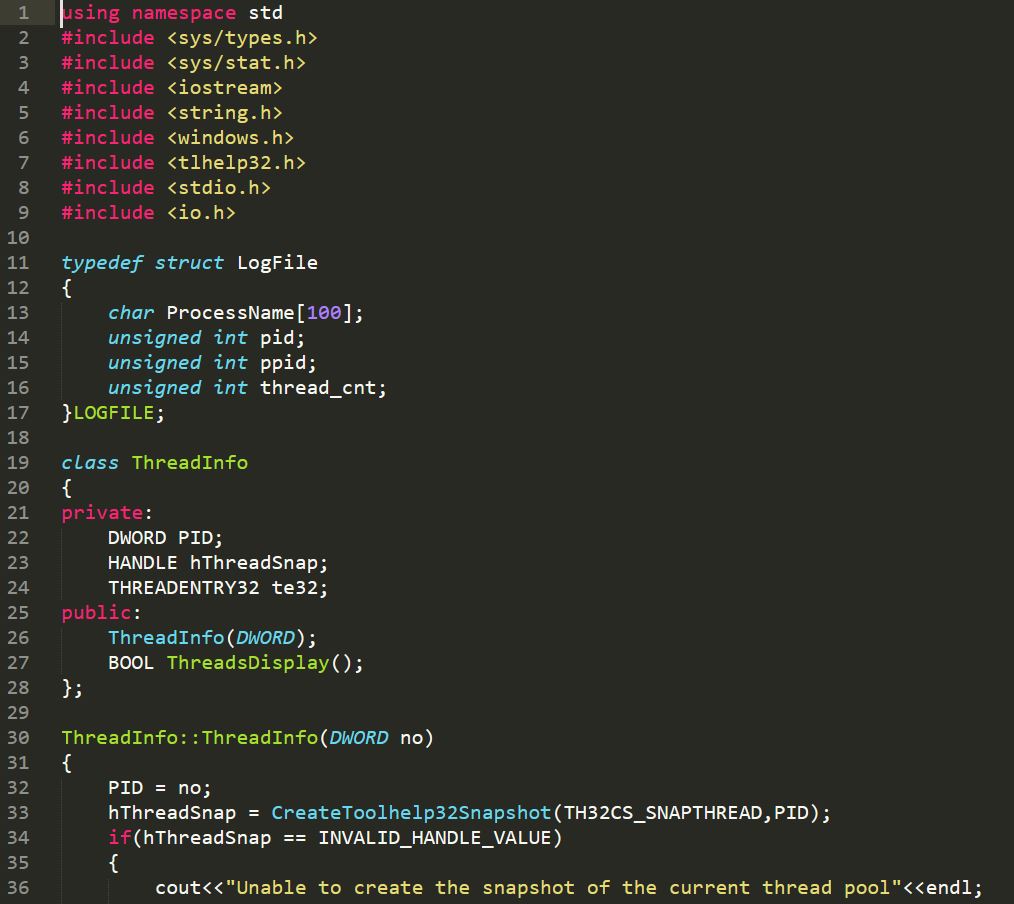 1 using namespace std
2 #include <sys/types.h>
3 #include <sys/stat.h>
4 #include <iostream>
5 #include <string.h>
6 #include <windows.h>
7 #include <tlhelp32.h>
8 #include <stdio.h>
9 #include <io.h>
10
11 typedef struct LogFile
12 {
13     char ProcessName[100];
14     unsigned int pid;
15     unsigned int ppid;
16     unsigned int thread_cnt;
17 }LOGFILE;
18
19 class ThreadInfo
20 {
21 private:
22     DWORD PID;
23     HANDLE hThreadSnap;
24     THREADENTRY32 te32;
25 public:
26     ThreadInfo(DWORD);
27     BOOL ThreadsDisplay();
28 };
29
30 ThreadInfo::ThreadInfo(DWORD no)
31 {
32     PID = no;
33     hThreadSnap = CreateToolhelp32Snapshot(TH32CS_SNAPTHREAD,PID);
34     if(hThreadSnap == INVALID_HANDLE_VALUE)
35     {
36         cout<<"Unable to create the snapshot of the current thread pool"<<endl;